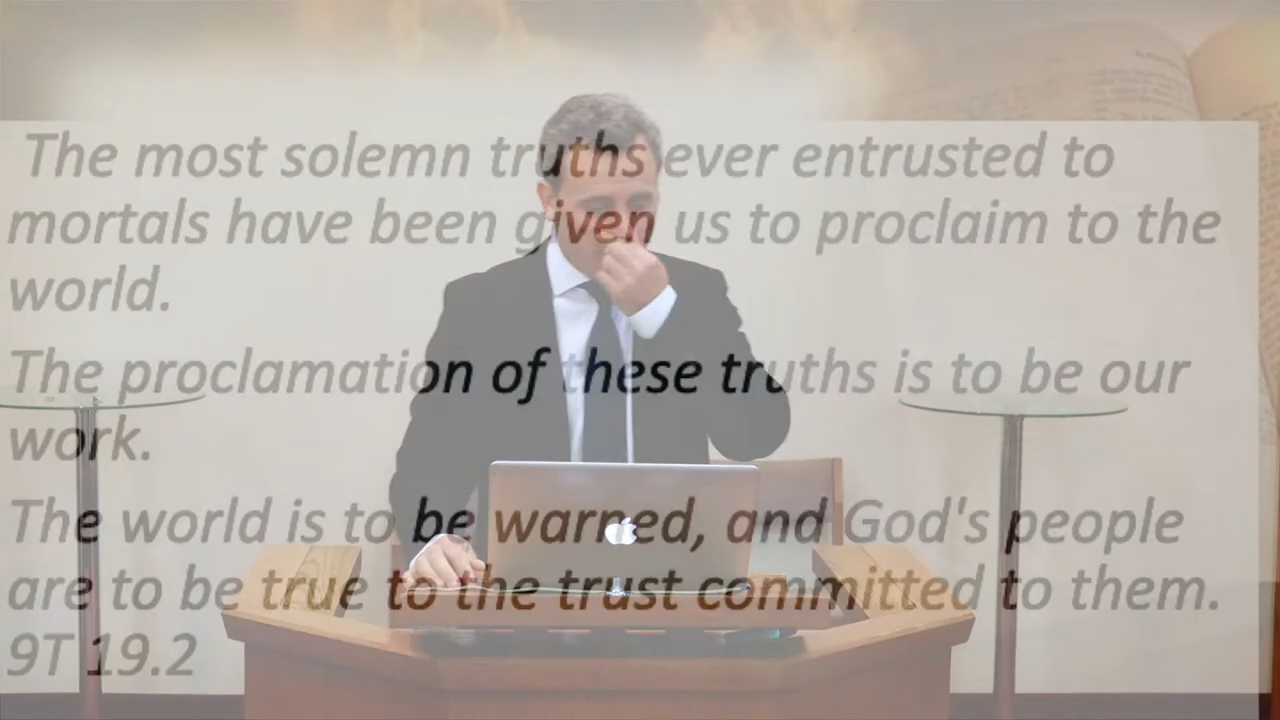 The most solemn truths ever entrusted to
mortals have been given us to proclaim to the
world.
The proclamation of these truths is to be our
work.
The world is to be warned, and God's people
are to be true to the trust committed to them.
9T 19.2